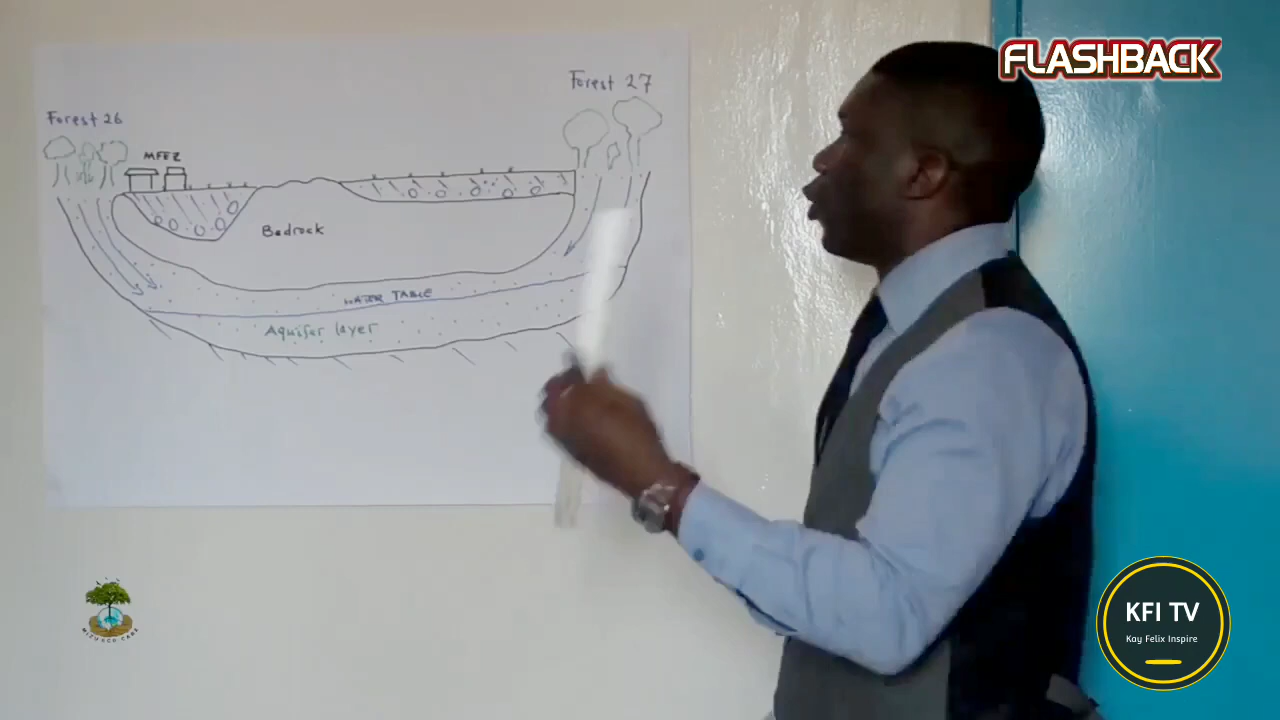 FLASHBACK
Forest 27
Forest 26
MFEZ
Bedrock
WATER TABLE
Aquifer layer
KFI TV
Kay Felix Inspire